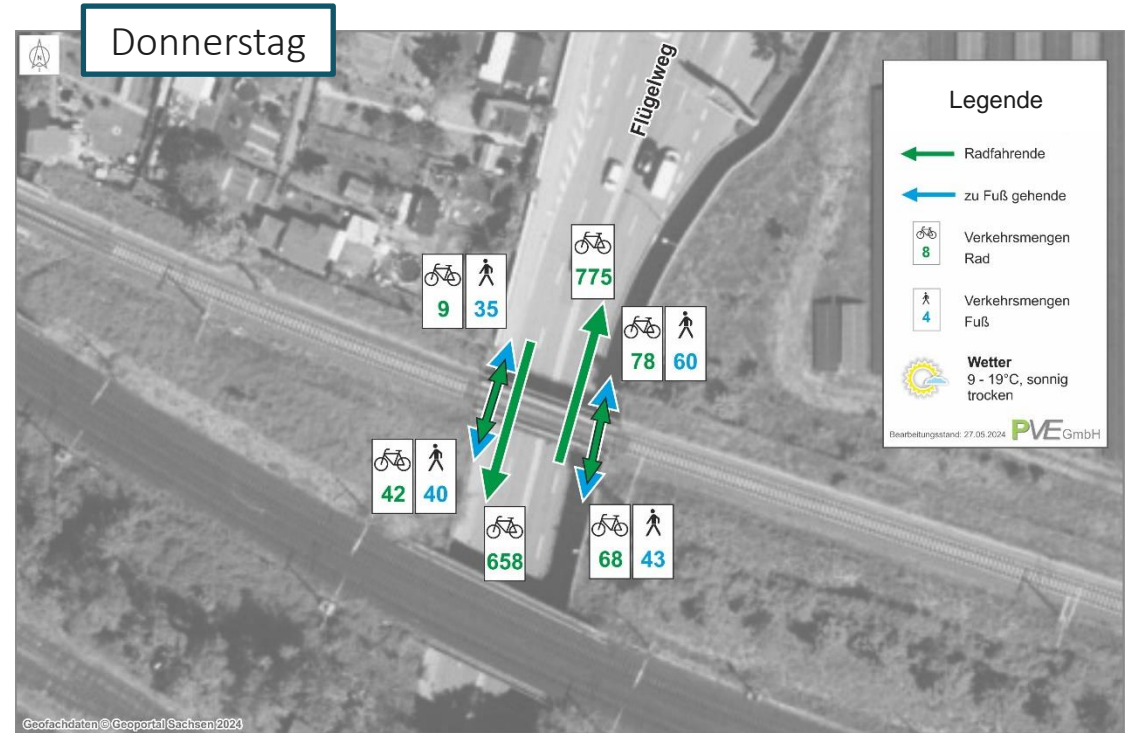 Donnerstag
N
Flügelweg
Legende
Radfahrende
zu Fuß gehende
8
Verkehrsmengen
Rad
4
Verkehrsmengen
Fuß
Wetter
9 - 19°C, sonnig
trocken
Bearbeitungsstand: 27.05.2024 PVE GmbH
775
9 35
78 60
42 40
658
68 43
Geofachdaten © Geoportal Sachsen 2024